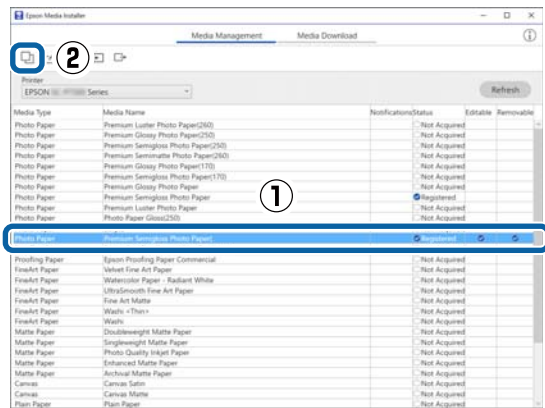 Epson Media Installer
Media Management Media Download
②
Printer
EPSON Series
Refresh
Media Type Media Name Notifications Status Editable Removable
Photo Paper Premium Luster Photo Paper(260) Not Acquired
Photo Paper Premium Glossy Photo Paper(250) Not Acquired
Photo Paper Premium Semigloss Photo Paper(250) Not Acquired
Photo Paper Premium Semimatte Photo Paper(260) Not Acquired
Photo Paper Premium Glossy Photo Paper(170) Not Acquired
Photo Paper Premium Semigloss Photo Paper(170) Not Acquired
Photo Paper Premium Glossy Photo Paper Not Acquired
Photo Paper Premium Semigloss Photo Paper Registered
Photo Paper Premium Luster Photo Paper Not Acquired
Photo Paper Photo Paper Gloss(250) Not Acquired
①
Photo Paper Premium Semigloss Photo Paper Registered
Proofing Paper Epson Proofing Paper Commercial Not Acquired
FineArt Paper Velvet Fine Art Paper Not Acquired
FineArt Paper Watercolor Paper - Radiant White Not Acquired
FineArt Paper UltraSmooth Fine Art Paper Not Acquired
FineArt Paper Fine Art Matte Not Acquired
FineArt Paper Washi <Thin> Not Acquired
FineArt Paper Washi Not Acquired
Matte Paper Doubleweight Matte Paper Not Acquired
Matte Paper Singleweight Matte Paper Not Acquired
Matte Paper Photo Quality Inkjet Paper Not Acquired
Matte Paper Enhanced Matte Paper Not Acquired
Matte Paper Archival Matte Paper Not Acquired
Canvas Canvas Satin Not Acquired
Canvas Canvas Matte Not Acquired
Plain Paper Plain Paper Not Acquired